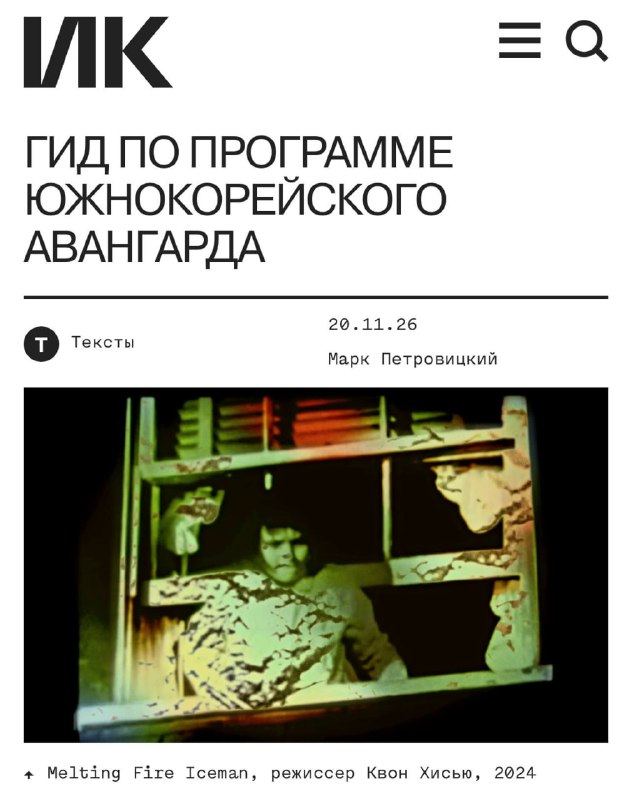 ИК
ГИД ПО ПРОГРАММЕ
ЮЖНОКОРЕЙСКОГО
АВАНГАРДА
Т Тексты
20.11.26
Марк Петровицкий
↑ Melting Fire Iceman, режиссер Квон Хисью, 2024